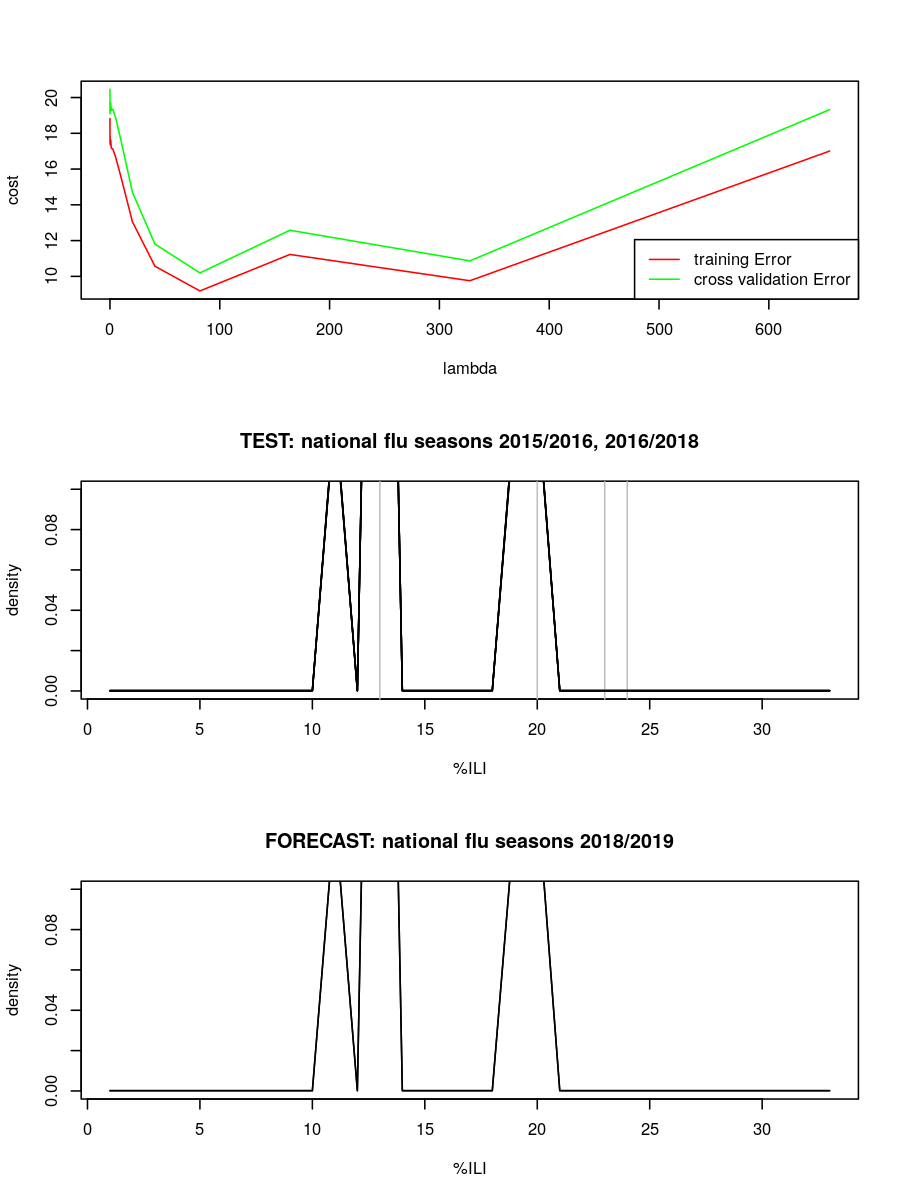 20
18
16
14
12
10
cost
training Error
cross validation Error
0 100 200 300 400 500 600
lambda
TEST: national flu seasons 2015/2016, 2016/2018
0.08
0.04
0.00
density
0 5 10 15 20 25 30
%ILI
FORECAST: national flu seasons 2018/2019
0.08
0.04
0.00
density
0 5 10 15 20 25 30
%ILI